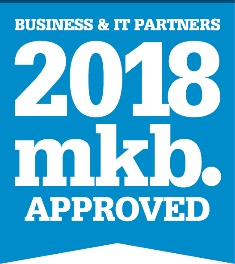 BUSINESS & IT PARTNERS
2018
mkb.
APPROVED